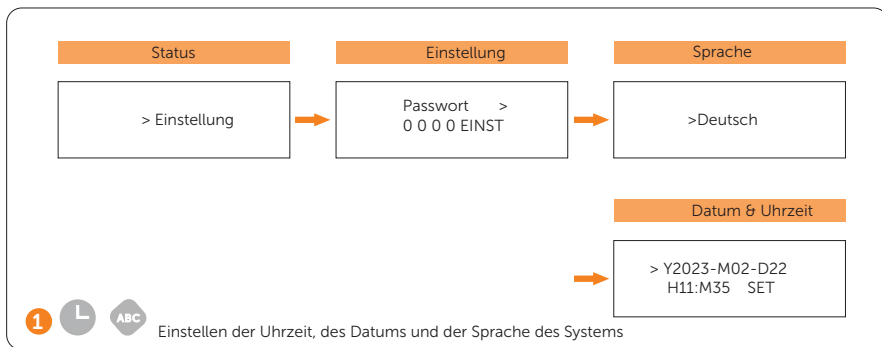 Status
Einstellung
Sprache
> Einstellung
Passwort >
0 0 0 0 EINST
>Deutsch
Datum & Uhrzeit
> Y2023-M02-D22
H11:M35 SET
1
ABC
Einstellen der Uhrzeit, des Datums und der Sprache des Systems